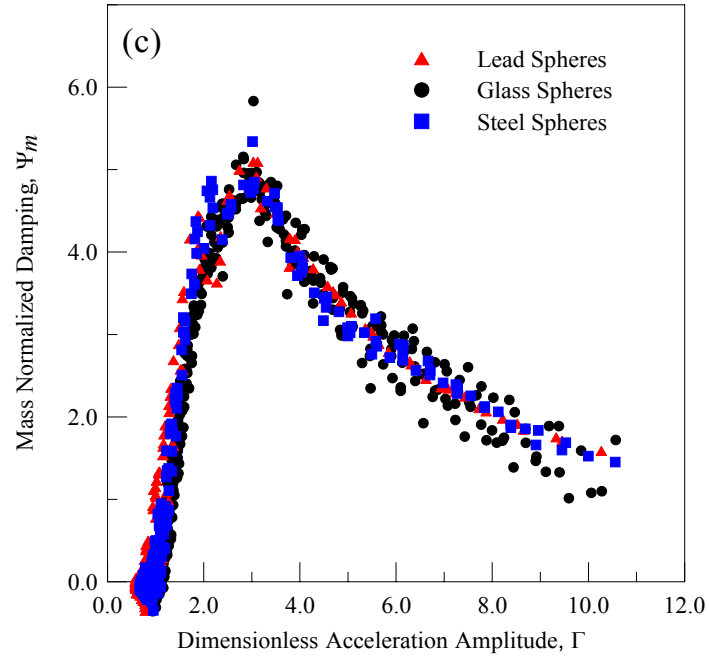 (c)
Lead Spheres
Glass Spheres
Steel Spheres
Mass Normalized Damping, Ψm
6.0
4.0
2.0
0.0
0.0 2.0 4.0 6.0 8.0 10.0 12.0
Dimensionless Acceleration Amplitude, Γ